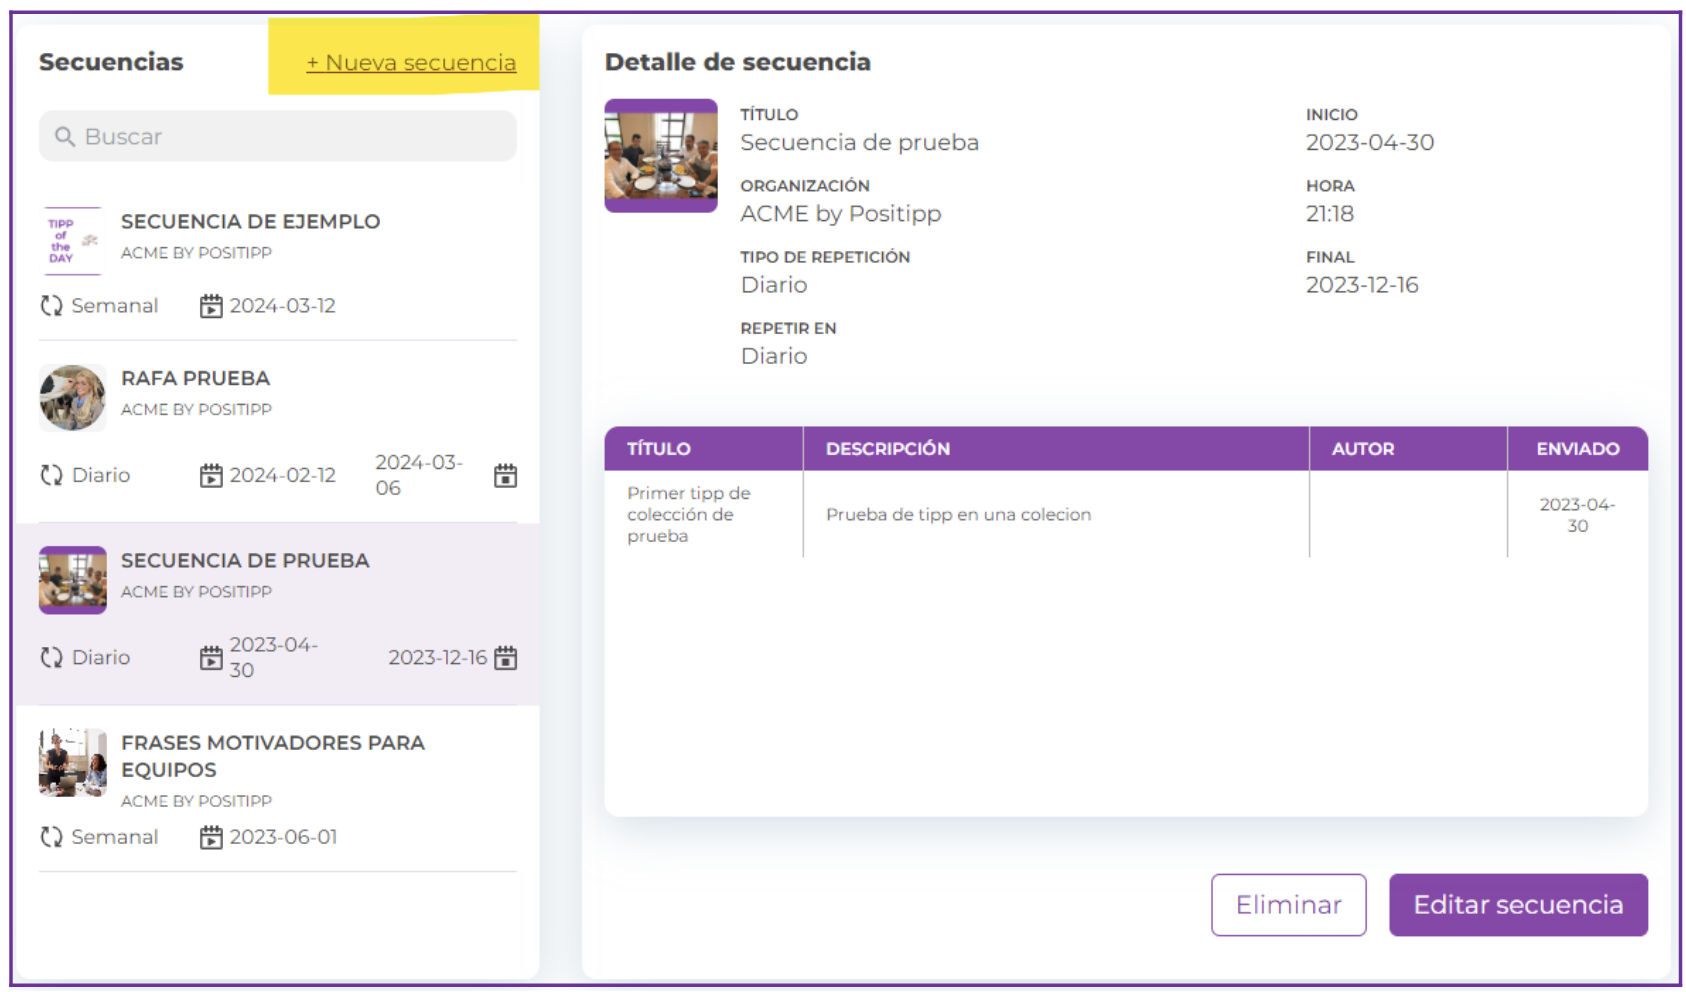 Secuencias
+ Nueva secuencia
Buscar
TIPP
of
the
DAY
SECUENCIA DE EJEMPLO
ACME BY POSITIPP
Semanal
2024-03-12
RAFA PRUEBA
ACME BY POSITIPP
Diario
2024-02-12
2024-03-
06
SECUENCIA DE PRUEBA
ACME BY POSITIPP
Diario
2023-04-
30
2023-12-16
FRASES MOTIVADORES PARA
EQUIPOS
ACME BY POSITIPP
Semanal
2023-06-01
Detalle de secuencia
TÍTULO
Secuencia de prueba
ORGANIZACIÓN
ACME by Positipp
TIPO DE REPETICIÓN
Diario
REPETIR EN
Diario
INICIO
2023-04-30
HORA
21:18
FINAL
2023-12-16
TÍTULO
DESCRIPCIÓN
AUTOR
ENVIADO
Primer tipp de
colección de
prueba
Prueba de tipp en una colecion
2023-04-
30
Eliminar
Editar secuencia